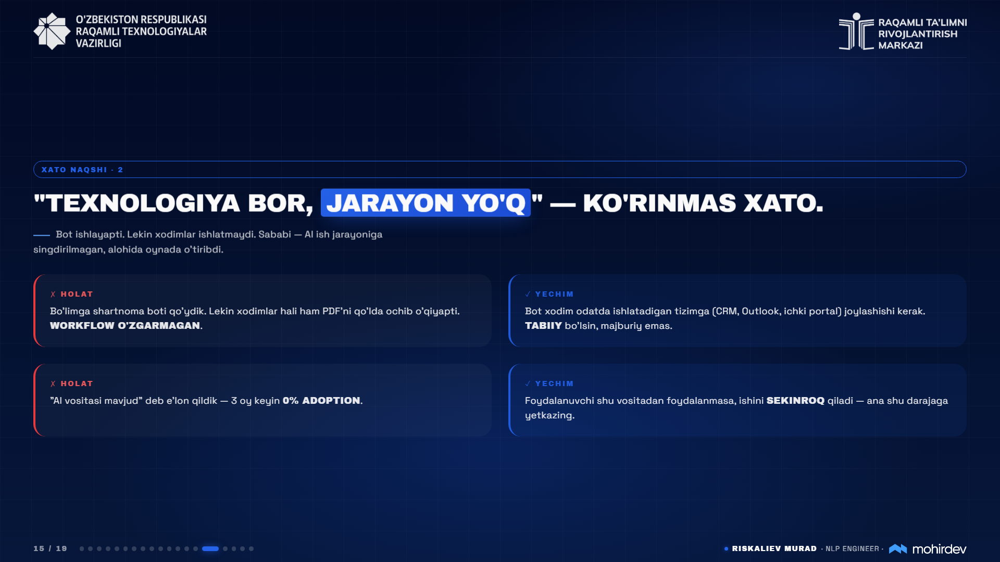 O'ZBEKISTON RESPUBLIKASI
RAQAMLI TEXNOLOGIYALAR
VAZIRLIGI
RAQAMLI TA'LIMNI
RIVOJLANTIRISH
MARKAZI
XATO NAQSHI · 2
"TEXNOLOGIYA BOR, JARAYON YO'Q" — KO'RINMAS XATO.
Bot ishlayapti. Lekin xodimlar ishlatmaydi. Sababi — AI ish jarayoniga
singdirilmagan, alohida oynada o'tiribdi.
✗ HOLAT
Bo'limga shartnoma boti qo'ydik. Lekin xodimlar hali ham PDF'ni qo'lda ochib o'qiyapti.
WORKFLOW O'ZGARMAGAN.
✓ YECHIM
Bot xodim odatda ishlatadigan tizimga (CRM, Outlook, ichki portal) joylashishi kerak.
TABIIY bo'lsin, majburiy emas.
✗ HOLAT
"AI vositasi mavjud" deb e'lon qildik — 3 oy keyin 0% ADOPTION.
✓ YECHIM
Foydalanuvchi shu vositadan foydalanmasa, ishini SEKINROQ qiladi — ana shu darajaga
yetkazing.
15 / 19
RISKALIEV MURAD · NLP ENGINEER · mohirdev